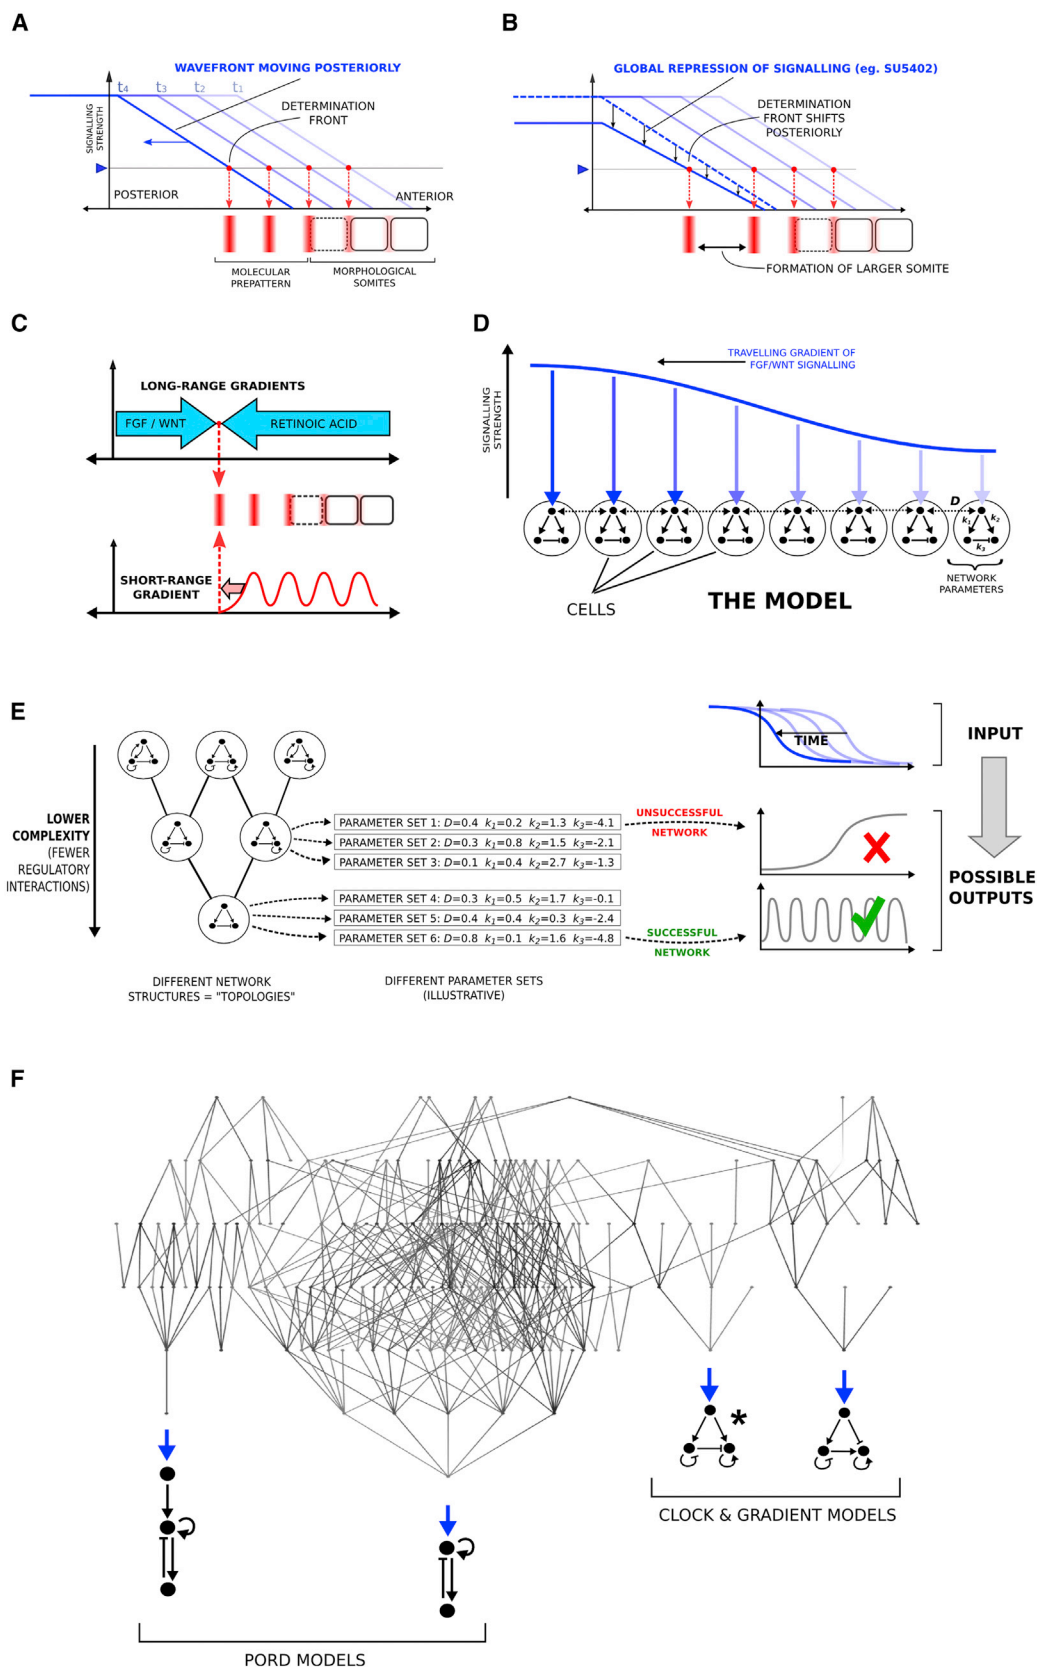 A
WAVEFRONT MOVING POSTERIORLY
t4 t3 t2 t1
SIGNALLING
STRENGTH
DETERMINATION
FRONT
POSTERIOR
ANTERIOR
MOLECULAR
PREPATTERN
MORPHOLOGICAL
SOMITES
B
GLOBAL REPRESSION OF SIGNALLING (eg. SU5402)
DETERMINATION
FRONT SHIFTS
POSTERIORLY
FORMATION OF LARGER SOMITE
C
LONG-RANGE GRADIENTS
FGF / WNT
RETINOIC ACID
SHORT-RANGE
GRADIENT
D
TRAVELLING GRADIENT OF
FGF/WNT SIGNALLING
SIGNALLING
STRENGTH
D
k1 k2
k3
NETWORK
PARAMETERS
CELLS
THE MODEL
E
LOWER
COMPLEXITY
(FEWER
REGULATORY
INTERACTIONS)
PARAMETER SET 1: D=0.4 k1=0.2 k2=1.3 k3=-4.1
PARAMETER SET 2: D=0.3 k1=0.8 k2=1.5 k3=-2.1
PARAMETER SET 3: D=0.1 k1=0.4 k2=2.7 k3=-1.3
PARAMETER SET 4: D=0.3 k1=0.5 k2=1.7 k3=-0.1
PARAMETER SET 5: D=0.4 k1=0.4 k2=0.3 k3=-2.4
PARAMETER SET 6: D=0.8 k1=0.1 k2=1.6 k3=-4.8
UNSUCCESSFUL
NETWORK
SUCCESSFUL
NETWORK
TIME
INPUT
POSSIBLE
OUTPUTS
DIFFERENT NETWORK
STRUCTURES = "TOPOLOGIES"
DIFFERENT PARAMETER SETS
(ILLUSTRATIVE)
F
*
CLOCK & GRADIENT MODELS
PORD MODELS